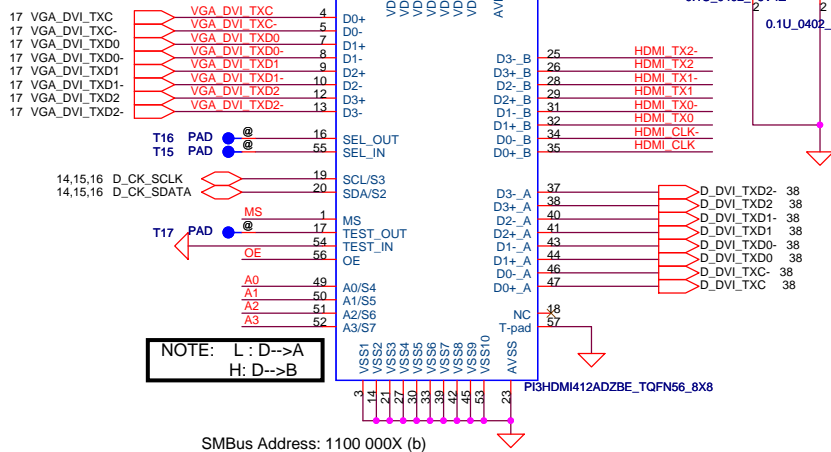 VD VD VD VD AVI
0.1U_0402_
2 2
17 VGA_DVI_TXC VGA_DVI_TXC 4 D0+
17 VGA_DVI_TXC- VGA_DVI_TXC- 5 D0-
17 VGA_DVI_TXD0 VGA_DVI_TXD0 7 D1+
17 VGA_DVI_TXD0- VGA_DVI_TXD0- 8 D1-
17 VGA_DVI_TXD1 VGA_DVI_TXD1 9 D2+
17 VGA_DVI_TXD1- VGA_DVI_TXD1- 10 D2-
17 VGA_DVI_TXD2 VGA_DVI_TXD2 12 D3+
17 VGA_DVI_TXD2- VGA_DVI_TXD2- 13 D3-
D3-_B 25 HDMI_TX2-
D3+_B 26 HDMI_TX2
D2-_B 28 HDMI_TX1-
D2+_B 29 HDMI_TX1
D1-_B 31 HDMI_TX0-
D1+_B 32 HDMI_TX0
D0-_B 34 HDMI_CLK-
D0+_B 35 HDMI_CLK
T16 PAD @ 16 SEL_OUT
T15 PAD @ 55 SEL_IN
14,15,16 D_CK_SCLK 19 SCL/S3
14,15,16 D_CK_SDATA 20 SDA/S2
MS 1 MS
T17 PAD @ 17 TEST_OUT
54 TEST_IN
OE 56 OE
A0 49 A0/S4
A1 50 A1/S5
A2 51 A2/S6
A3 52 A3/S7
D3-_A 37 D_DVI_TXD2- 38
D3+_A 38 D_DVI_TXD2 38
D2-_A 40 D_DVI_TXD1- 38
D2+_A 41 D_DVI_TXD1 38
D1-_A 43 D_DVI_TXD0- 38
D1+_A 44 D_DVI_TXD0 38
D0-_A 46 D_DVI_TXC- 38
D0+_A 47 D_DVI_TXC 38
NC 18
T-pad 57
NOTE: L : D-->A
H: D-->B
VSS1 VSS2 VSS3 VSS4 VSS5 VSS6 VSS7 VSS8 VSS9 VSS10 AVSS
3 14 21 27 30 33 39 42 45 53 23
PI3HDMI412ADZBE_TQFN56_8X8
SMBus Address: 1100 000X (b)